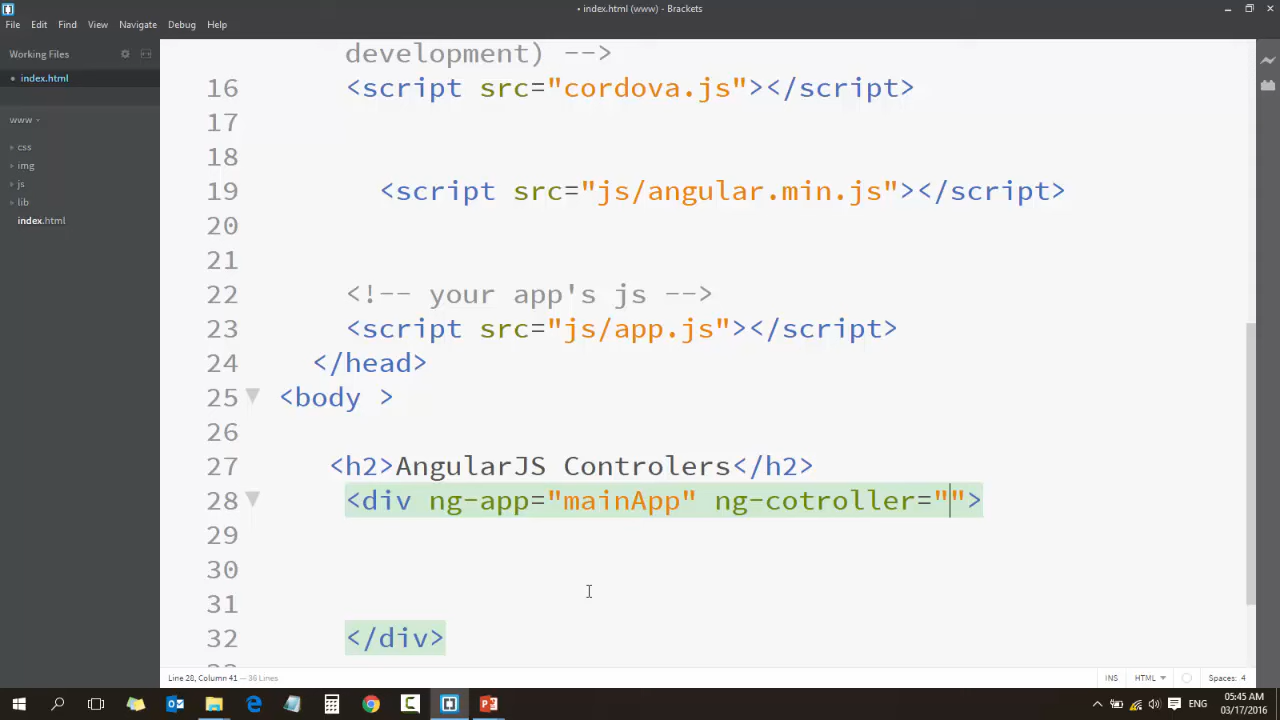 • index.html (www) - Brackets
File Edit Find View Navigate Debug Help
Working Files
• index.html
www
css
img
js
lib
index.html
development) -->
16 <script src="cordova.js"></script>
17
18
19 <script src="js/angular.min.js"></script>
20
21
22 <!-- your app's js -->
23 <script src="js/app.js"></script>
24 </head>
25 <body >
26
27 <h2>AngularJS Controlers</h2>
28 <div ng-app="mainApp" ng-cotroller="">
29
30
31
32 </div>
Line 28, Column 41 — 36 Lines
INS HTML Spaces: 4
05:45 AM
03/17/2016